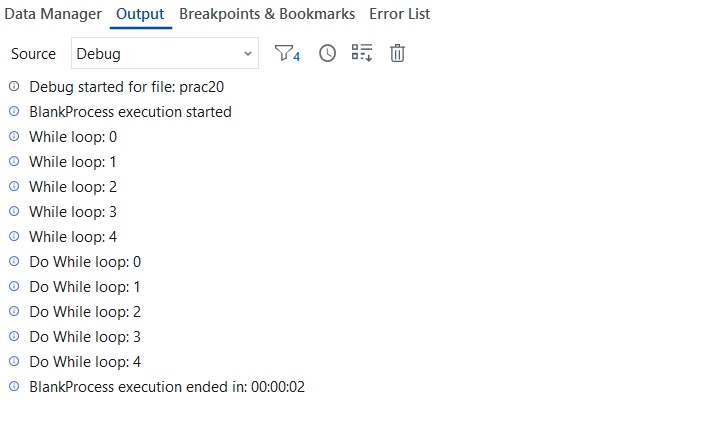 Data Manager Output Breakpoints & Bookmarks Error List
Source Debug 4
Debug started for file: prac20
BlankProcess execution started
While loop: 0
While loop: 1
While loop: 2
While loop: 3
While loop: 4
Do While loop: 0
Do While loop: 1
Do While loop: 2
Do While loop: 3
Do While loop: 4
BlankProcess execution ended in: 00:00:02